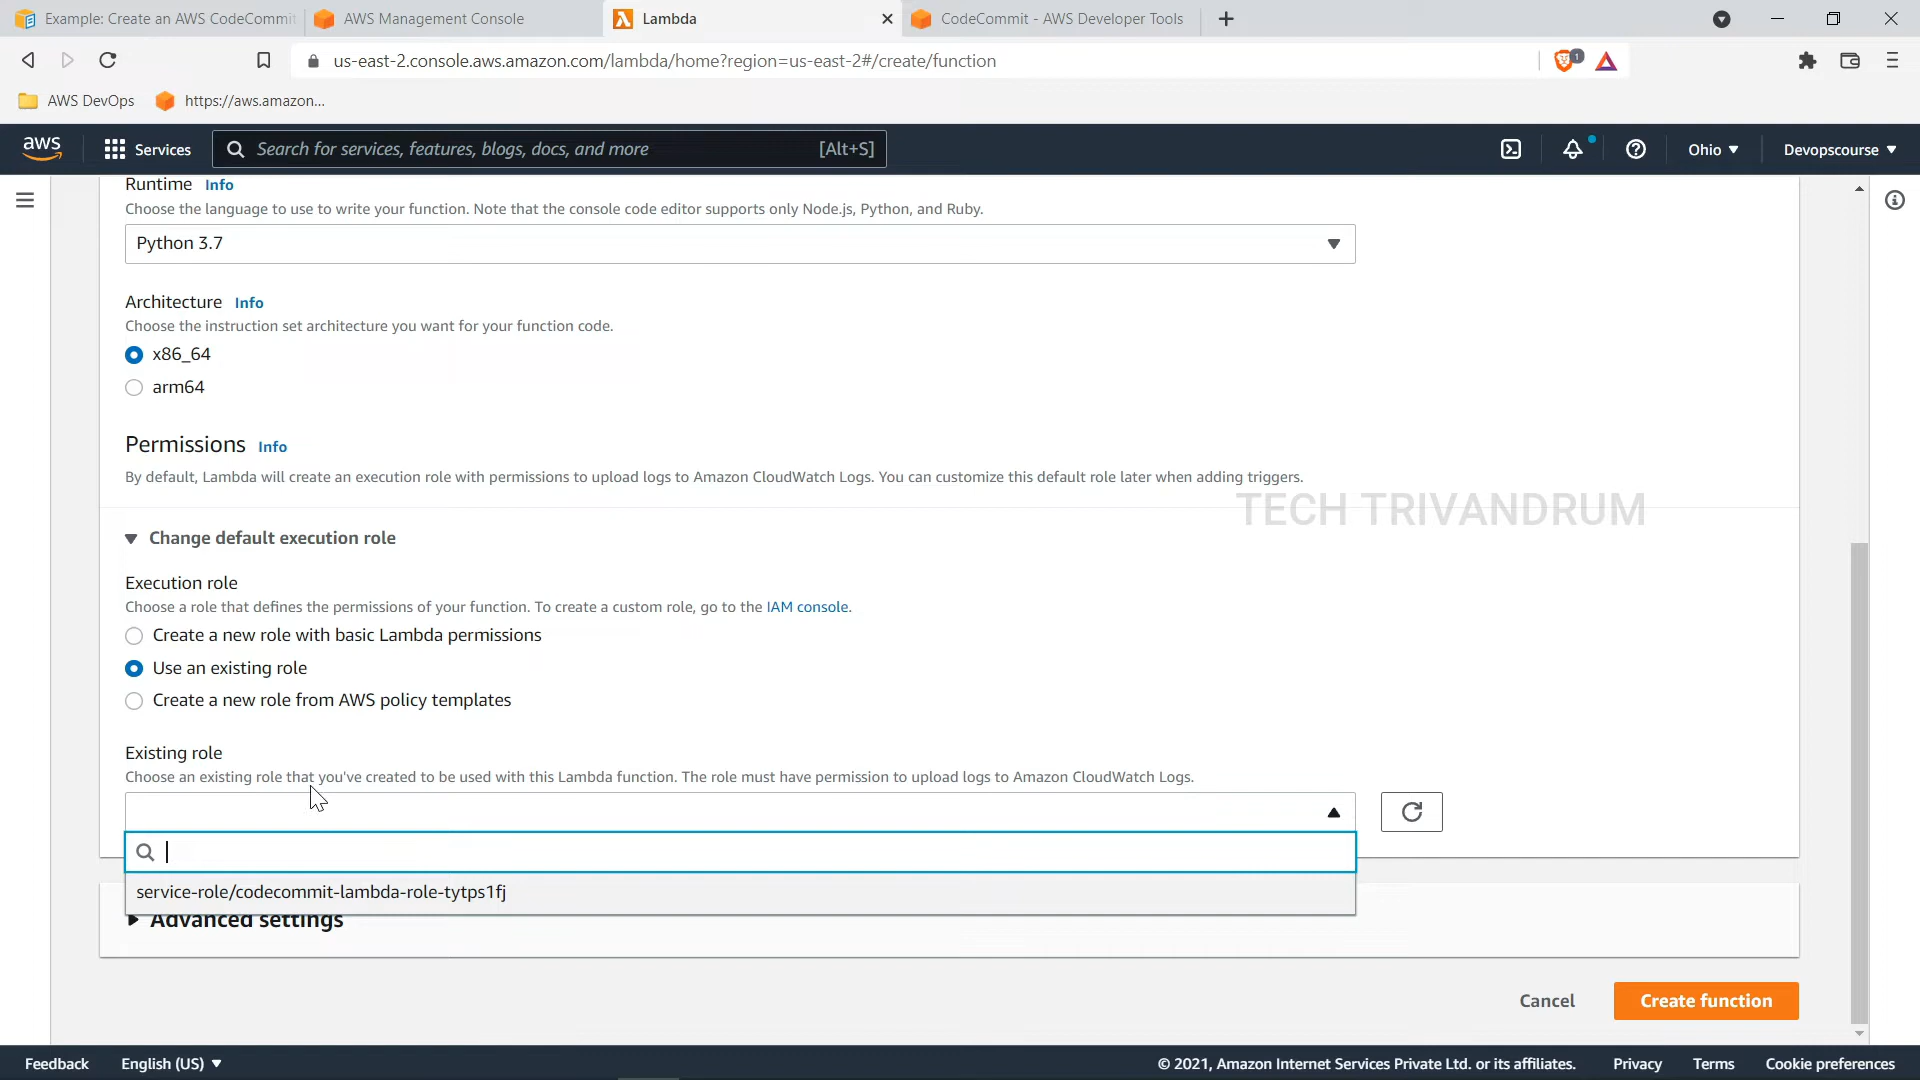 Example: Create an AWS CodeCommit
AWS Management Console
Lambda
CodeCommit - AWS Developer Tools
us-east-2.console.aws.amazon.com/lambda/home?region=us-east-2#/create/function
1
AWS DevOps
https://aws.amazon...
aws
Services
Search for services, features, blogs, docs, and more
[Alt+S]
Ohio
Devopscourse
Runtime Info
Choose the language to use to write your function. Note that the console code editor supports only Node.js, Python, and Ruby.
Python 3.7
Architecture Info
Choose the instruction set architecture you want for your function code.
x86_64
arm64
Permissions Info
By default, Lambda will create an execution role with permissions to upload logs to Amazon CloudWatch Logs. You can customize this default role later when adding triggers.
TECH TRIVANDRUM
Change default execution role
Execution role
Choose a role that defines the permissions of your function. To create a custom role, go to the IAM console.
Create a new role with basic Lambda permissions
Use an existing role
Create a new role from AWS policy templates
Existing role
Choose an existing role that you've created to be used with this Lambda function. The role must have permission to upload logs to Amazon CloudWatch Logs.
service-role/codecommit-lambda-role-tytps1fj
Advanced settings
Cancel
Create function
Feedback
English (US)
© 2021, Amazon Internet Services Private Ltd. or its affiliates.
Privacy
Terms
Cookie preferences